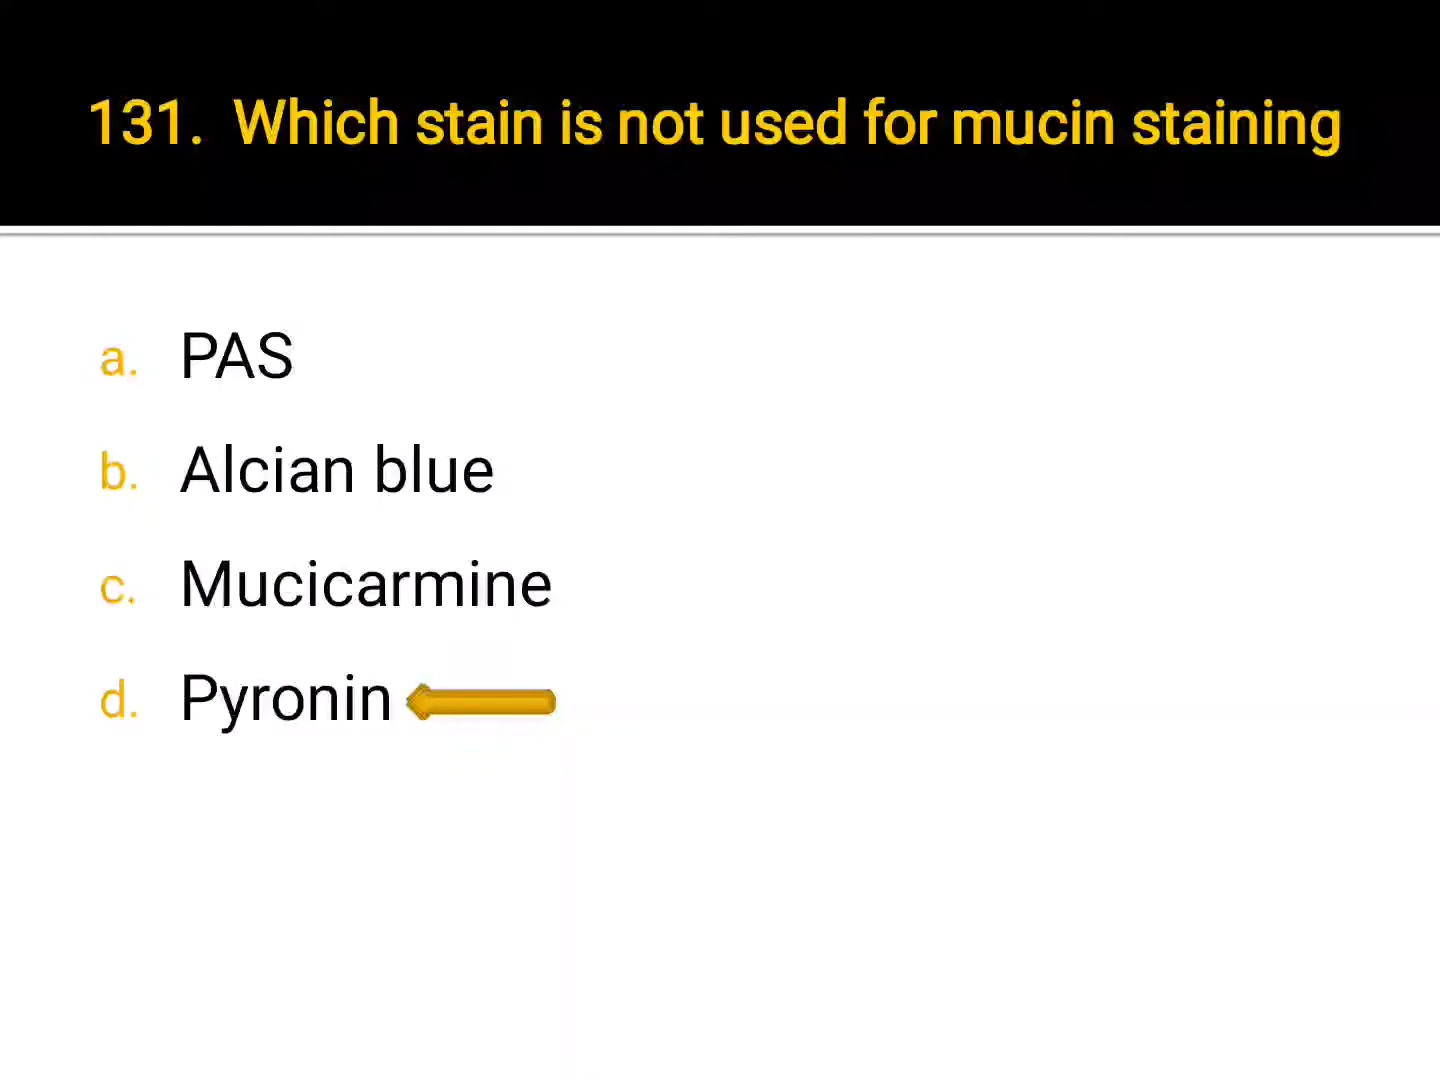 131. Which stain is not used for mucin staining
a. PAS
b. Alcian blue
c. Mucicarmine
d. Pyronin